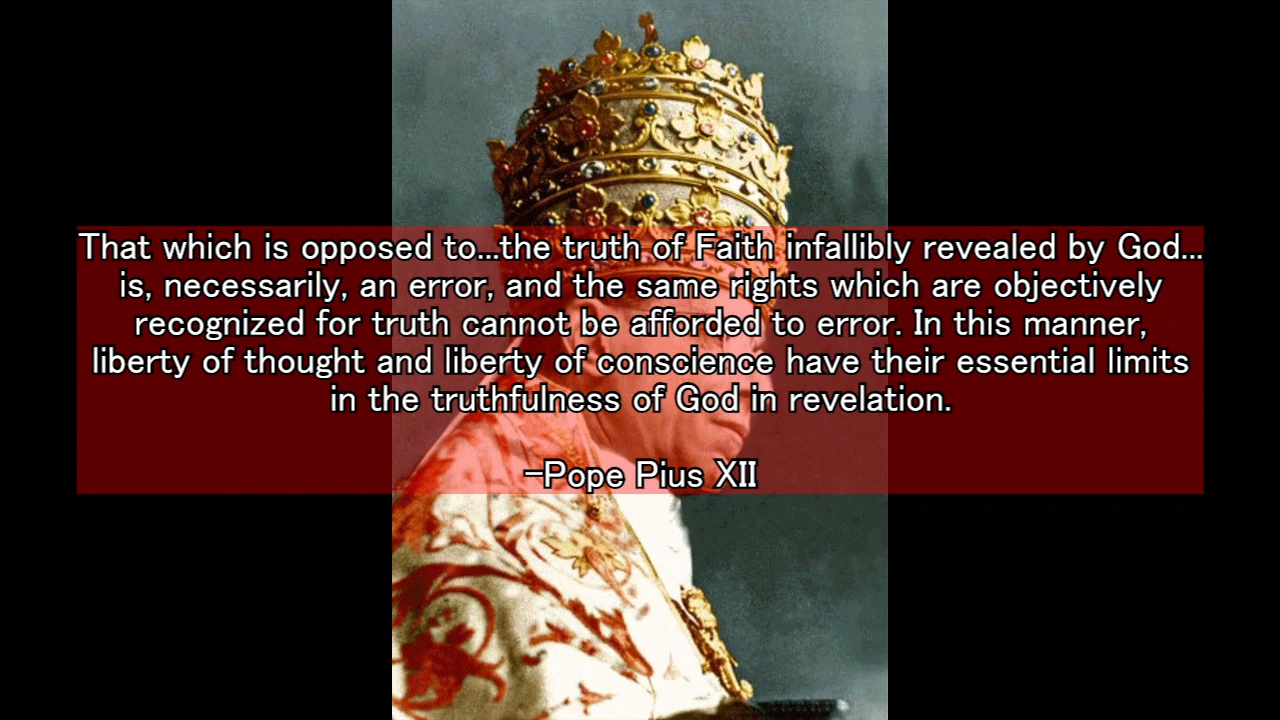 That which is opposed to...the truth of Faith infallibly revealed by God...
is, necessarily, an error, and the same rights which are objectively
recognized for truth cannot be afforded to error. In this manner,
liberty of thought and liberty of conscience have their essential limits
in the truthfulness of God in revelation.
-Pope Pius XII